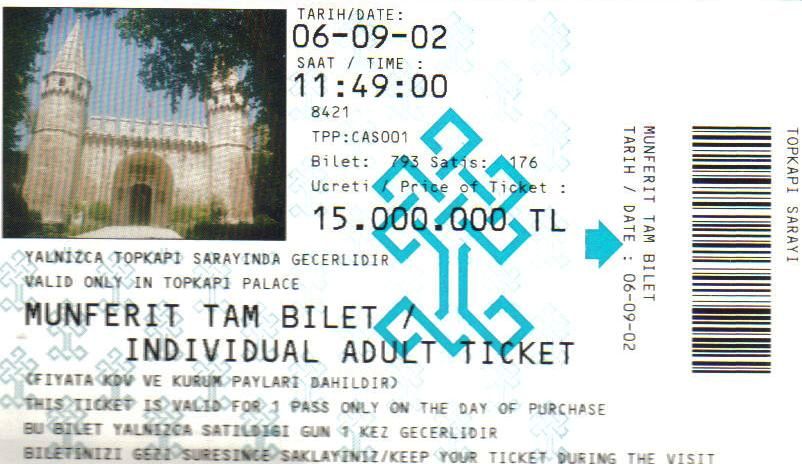 TARIH/DATE:
06-09-02
SAAT / TIME :
11:49:00
8421
TPP:CAS001
Bilet: 793 Satis: 176
Ucreti / Price of Ticket :
15.000.000 TL
YALNIZCA TOPKAPI SARAYINDA GECERLIDIR
VALID ONLY IN TOPKAPI PALACE
MUNFERIT TAM BILET /
INDIVIDUAL ADULT TICKET
(FIYATA KDV VE KURUM PAYLARI DAHILDIR)
THIS TICKET IS VALID FOR 1 PASS ONLY ON THE DAY OF PURCHASE
BU BILET YALNIZCA SATILDIGI GUN 1 KEZ GECERLIDIR
BILETINIZI GEZI SURESINCE SAKLAYINIZ/KEEP YOUR TICKET DURING THE VISIT
MUNFERIT TAM BILET
TARIH / DATE : 06-09-02
TOPKAPI SARAYI